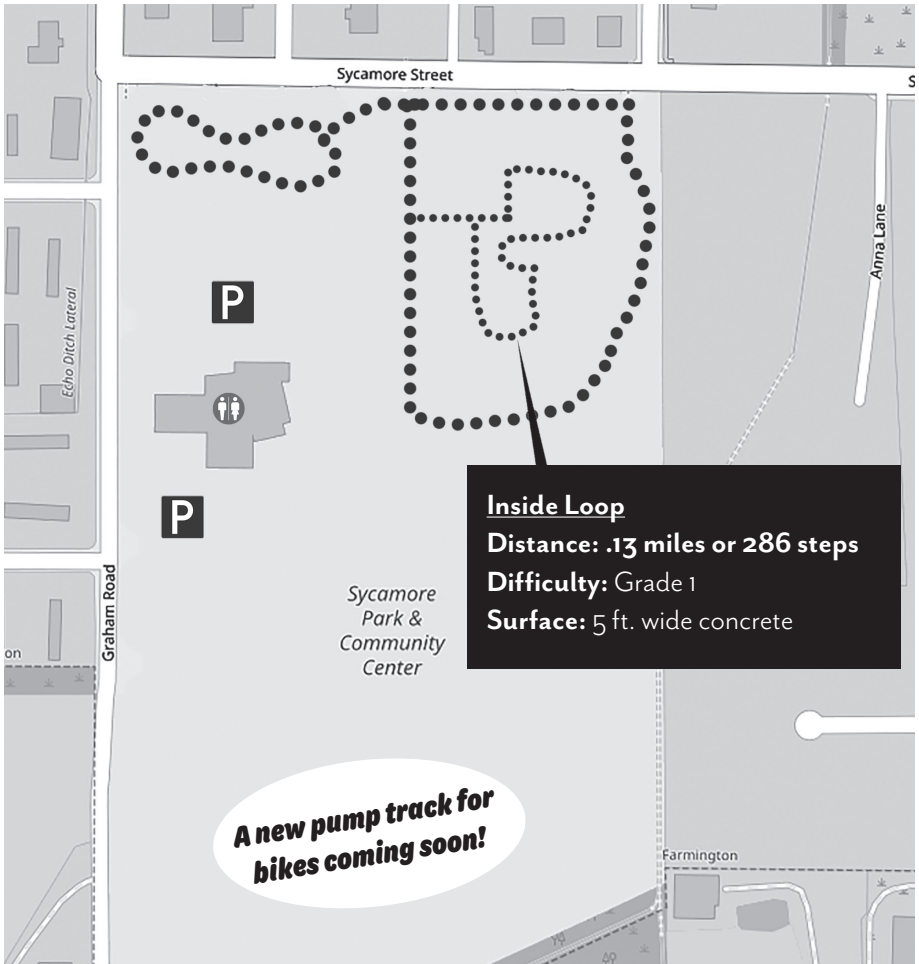 Sycamore Street
S
Anna Lane
P
Echo Ditch Lateral
P
Inside Loop
Distance: .13 miles or 286 steps
Difficulty: Grade 1
Surface: 5 ft. wide concrete
Graham Road
Sycamore
Park &
Community
Center
on
A new pump track for
bikes coming soon!
Farmington